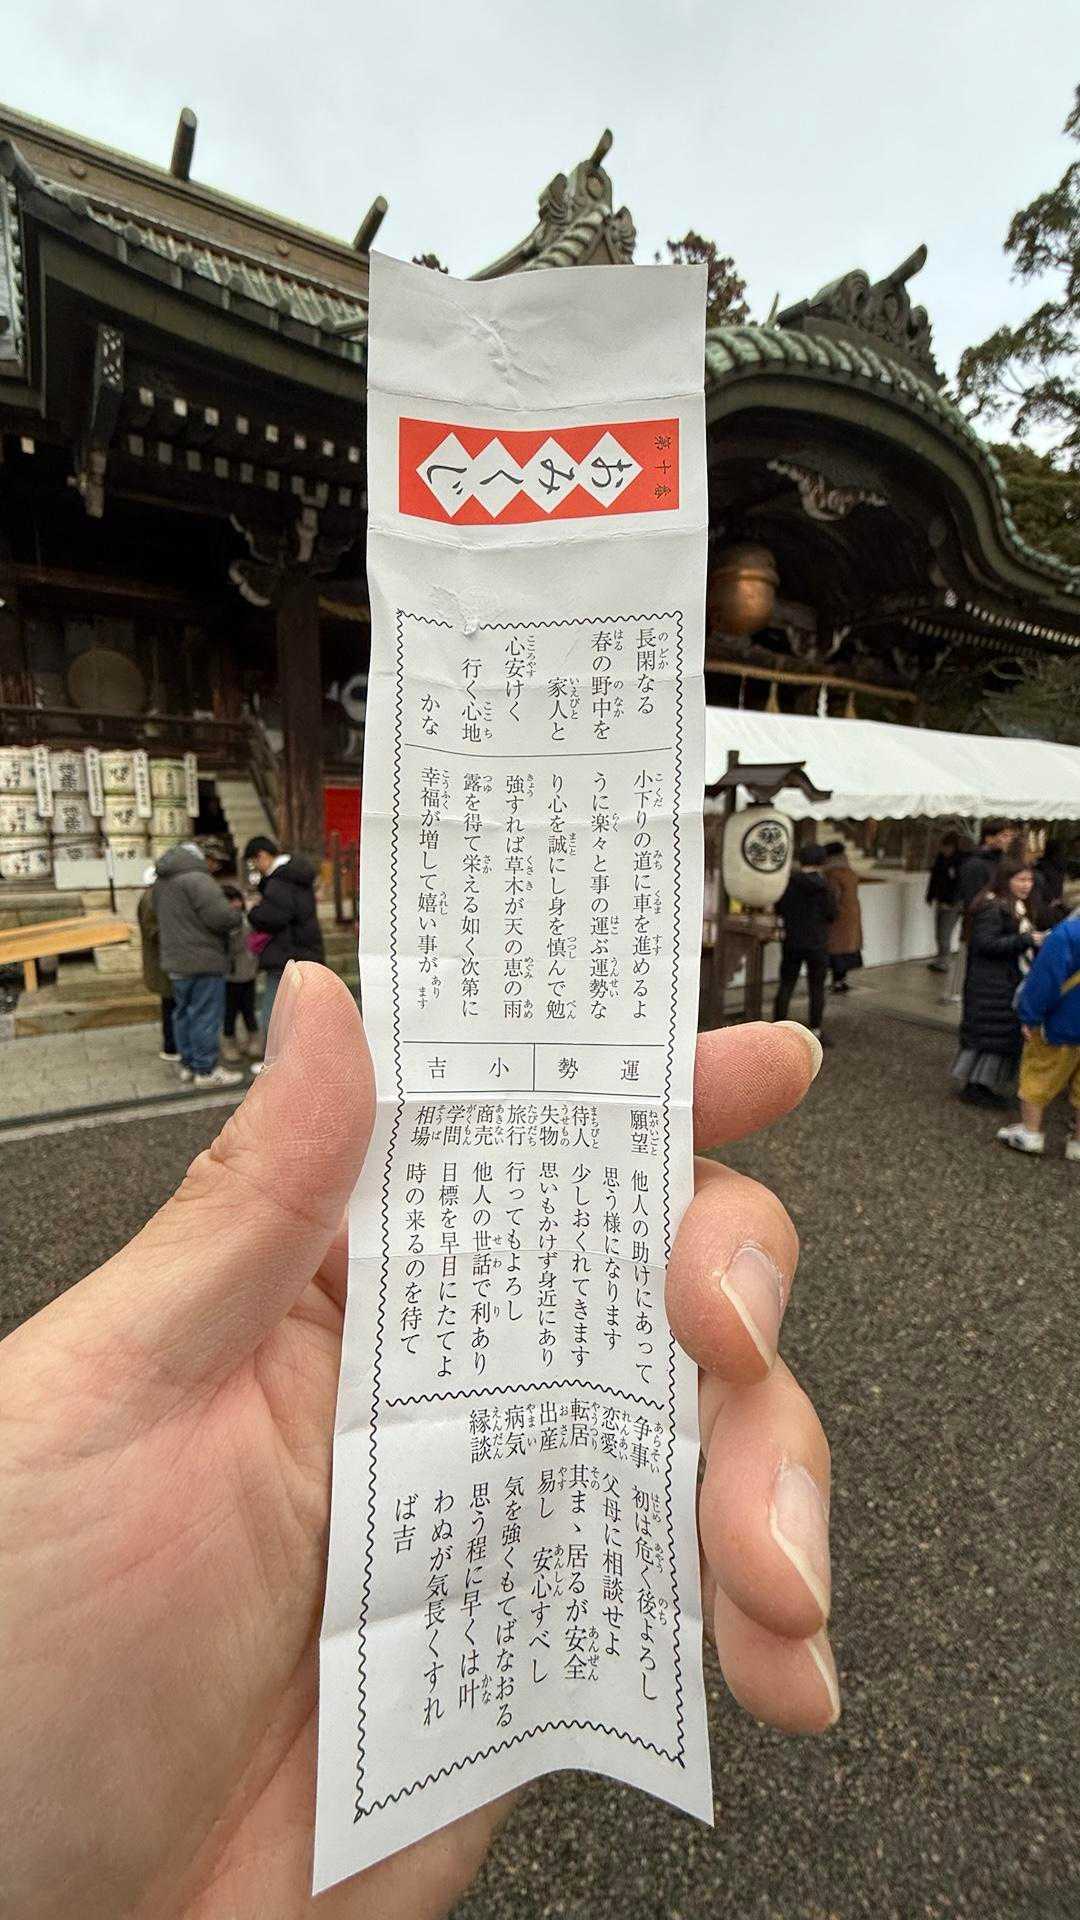 第十番
おみくじ
長閑なる
春の野中を
家人と
心安けく
行く心地
かな
小下りの道に車を進めるよ
うに楽々と事の運ぶ運勢な
り心を誠にし身を慎んで勉
強すれば草木が天の恵の雨
露を得て栄える如く次第に
幸福が増して嬉い事があります
運勢 小吉
願望 他人の助けにあって
思う様になります
待人 少しおくれてきます
失物 思いもかけず身近にあり
旅行 行ってもよろし
商売 他人の世話で利あり
学問 目標を早目にたてよ
相場 時の来るのを待て
争事 初は危く後よろし
恋愛 父母に相談せよ
転居 其まゝ居るが安全
出産 易し 安心すべし
病気 気を強くもてばなおる
縁談 思う程に早くは叶
わぬが気長くすれ
ば吉